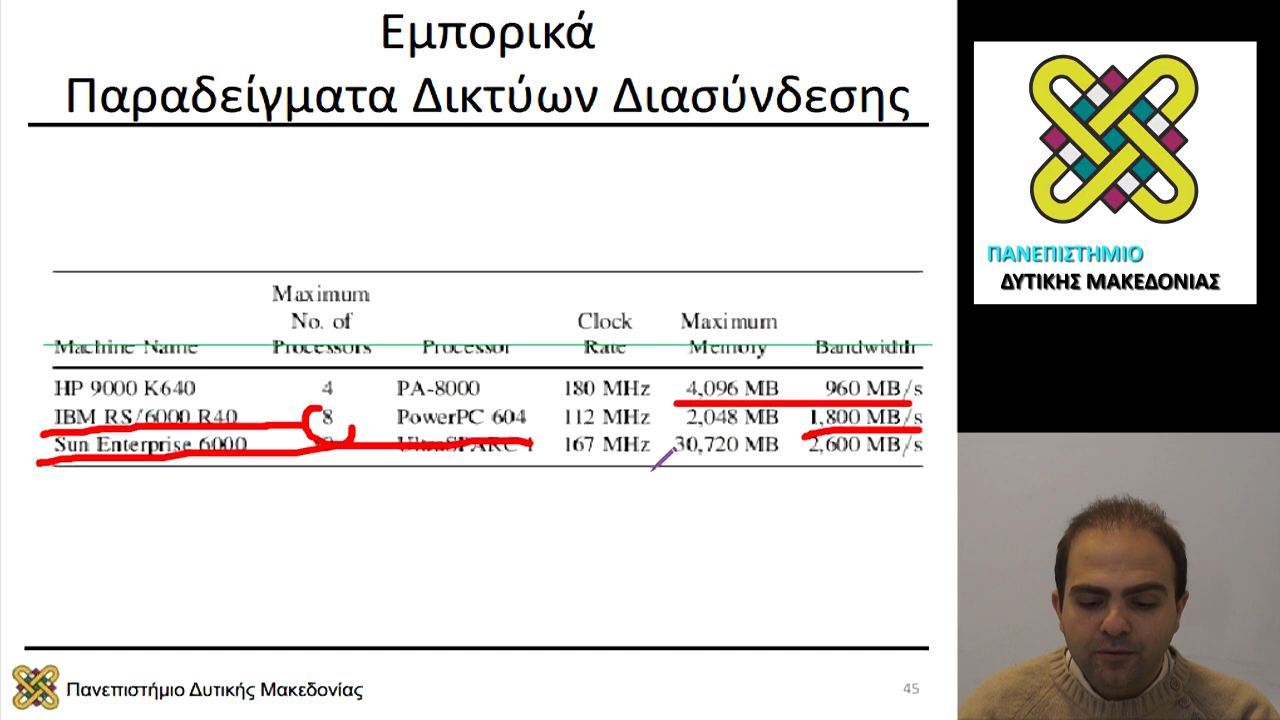 Εμπορικά
Παραδείγματα Δικτύων Διασύνδεσης
Maximum
No. of Clock Maximum
Machine Name Processors Processor Rate Memory Bandwidth
HP 9000 K640 4 PA-8000 180 MHz 4,096 MB 960 MB/s
IBM RS/6000 R40 8 PowerPC 604 112 MHz 2,048 MB 1,800 MB/s
Sun Enterprise 6000 UltraSPARC 1 167 MHz 30,720 MB 2,600 MB/s
Πανεπιστήμιο Δυτικής Μακεδονίας
45
ΠΑΝΕΠΙΣΤΗΜΙΟ
ΔΥΤΙΚΗΣ ΜΑΚΕΔΟΝΙΑΣ